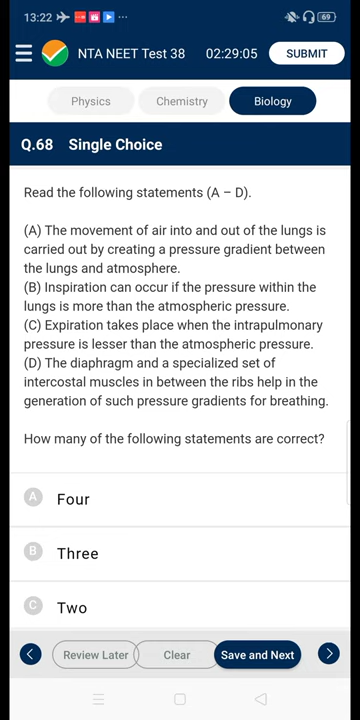 13:22 ... 69
NTA NEET Test 38 02:29:05 SUBMIT
Physics Chemistry Biology
Q.68 Single Choice
Read the following statements (A – D).
(A) The movement of air into and out of the lungs is
carried out by creating a pressure gradient between
the lungs and atmosphere.
(B) Inspiration can occur if the pressure within the
lungs is more than the atmospheric pressure.
(C) Expiration takes place when the intrapulmonary
pressure is lesser than the atmospheric pressure.
(D) The diaphragm and a specialized set of
intercostal muscles in between the ribs help in the
generation of such pressure gradients for breathing.
How many of the following statements are correct?
A Four
B Three
C Two
Review Later Clear Save and Next